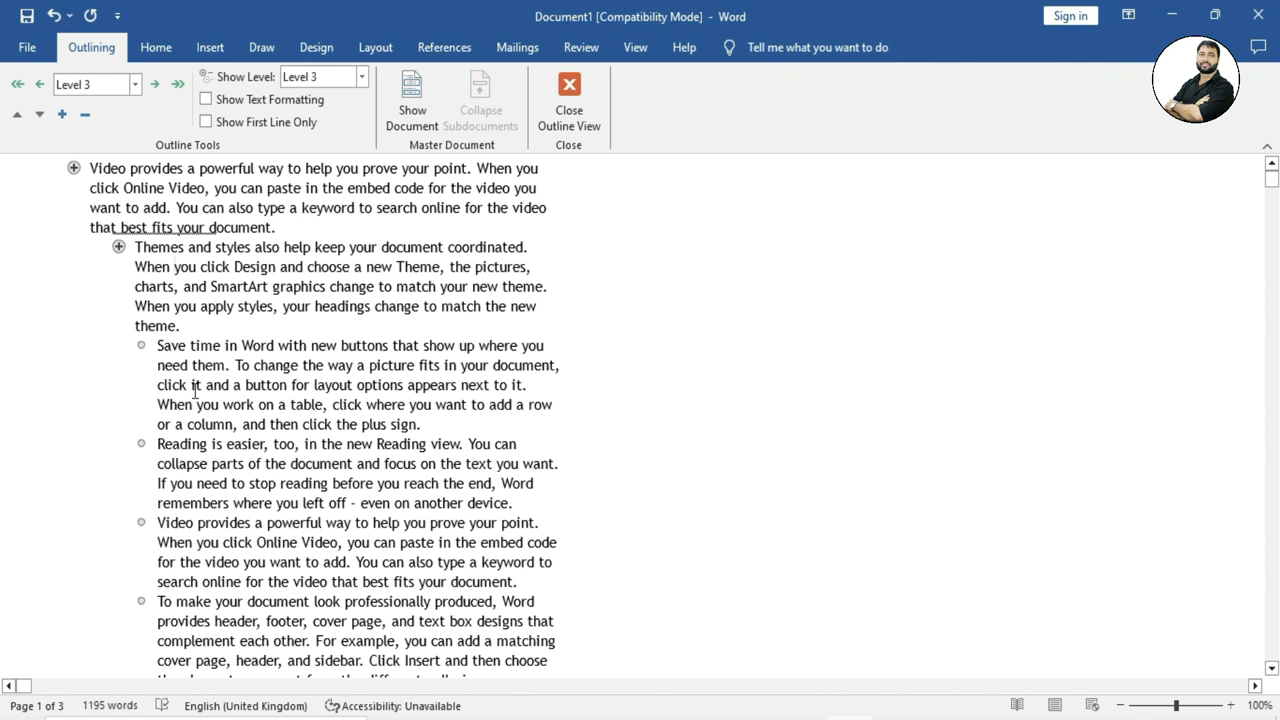 Document1 [Compatibility Mode] - Word
Sign in
File Outlining Home Insert Draw Design Layout References Mailings Review View Help Tell me what you want to do
Level 3
Show Level: Level 3
Show Text Formatting
Show First Line Only
Outline Tools
Show Document
Collapse Subdocuments
Master Document
Close Outline View
Close
Video provides a powerful way to help you prove your point. When you
click Online Video, you can paste in the embed code for the video you
want to add. You can also type a keyword to search online for the video
that best fits your document.
Themes and styles also help keep your document coordinated.
When you click Design and choose a new Theme, the pictures,
charts, and SmartArt graphics change to match your new theme.
When you apply styles, your headings change to match the new
theme.
Save time in Word with new buttons that show up where you
need them. To change the way a picture fits in your document,
click it and a button for layout options appears next to it.
When you work on a table, click where you want to add a row
or a column, and then click the plus sign.
Reading is easier, too, in the new Reading view. You can
collapse parts of the document and focus on the text you want.
If you need to stop reading before you reach the end, Word
remembers where you left off - even on another device.
Video provides a powerful way to help you prove your point.
When you click Online Video, you can paste in the embed code
for the video you want to add. You can also type a keyword to
search online for the video that best fits your document.
To make your document look professionally produced, Word
provides header, footer, cover page, and text box designs that
complement each other. For example, you can add a matching
cover page, header, and sidebar. Click Insert and then choose
Page 1 of 3 1195 words English (United Kingdom) Accessibility: Unavailable 100%